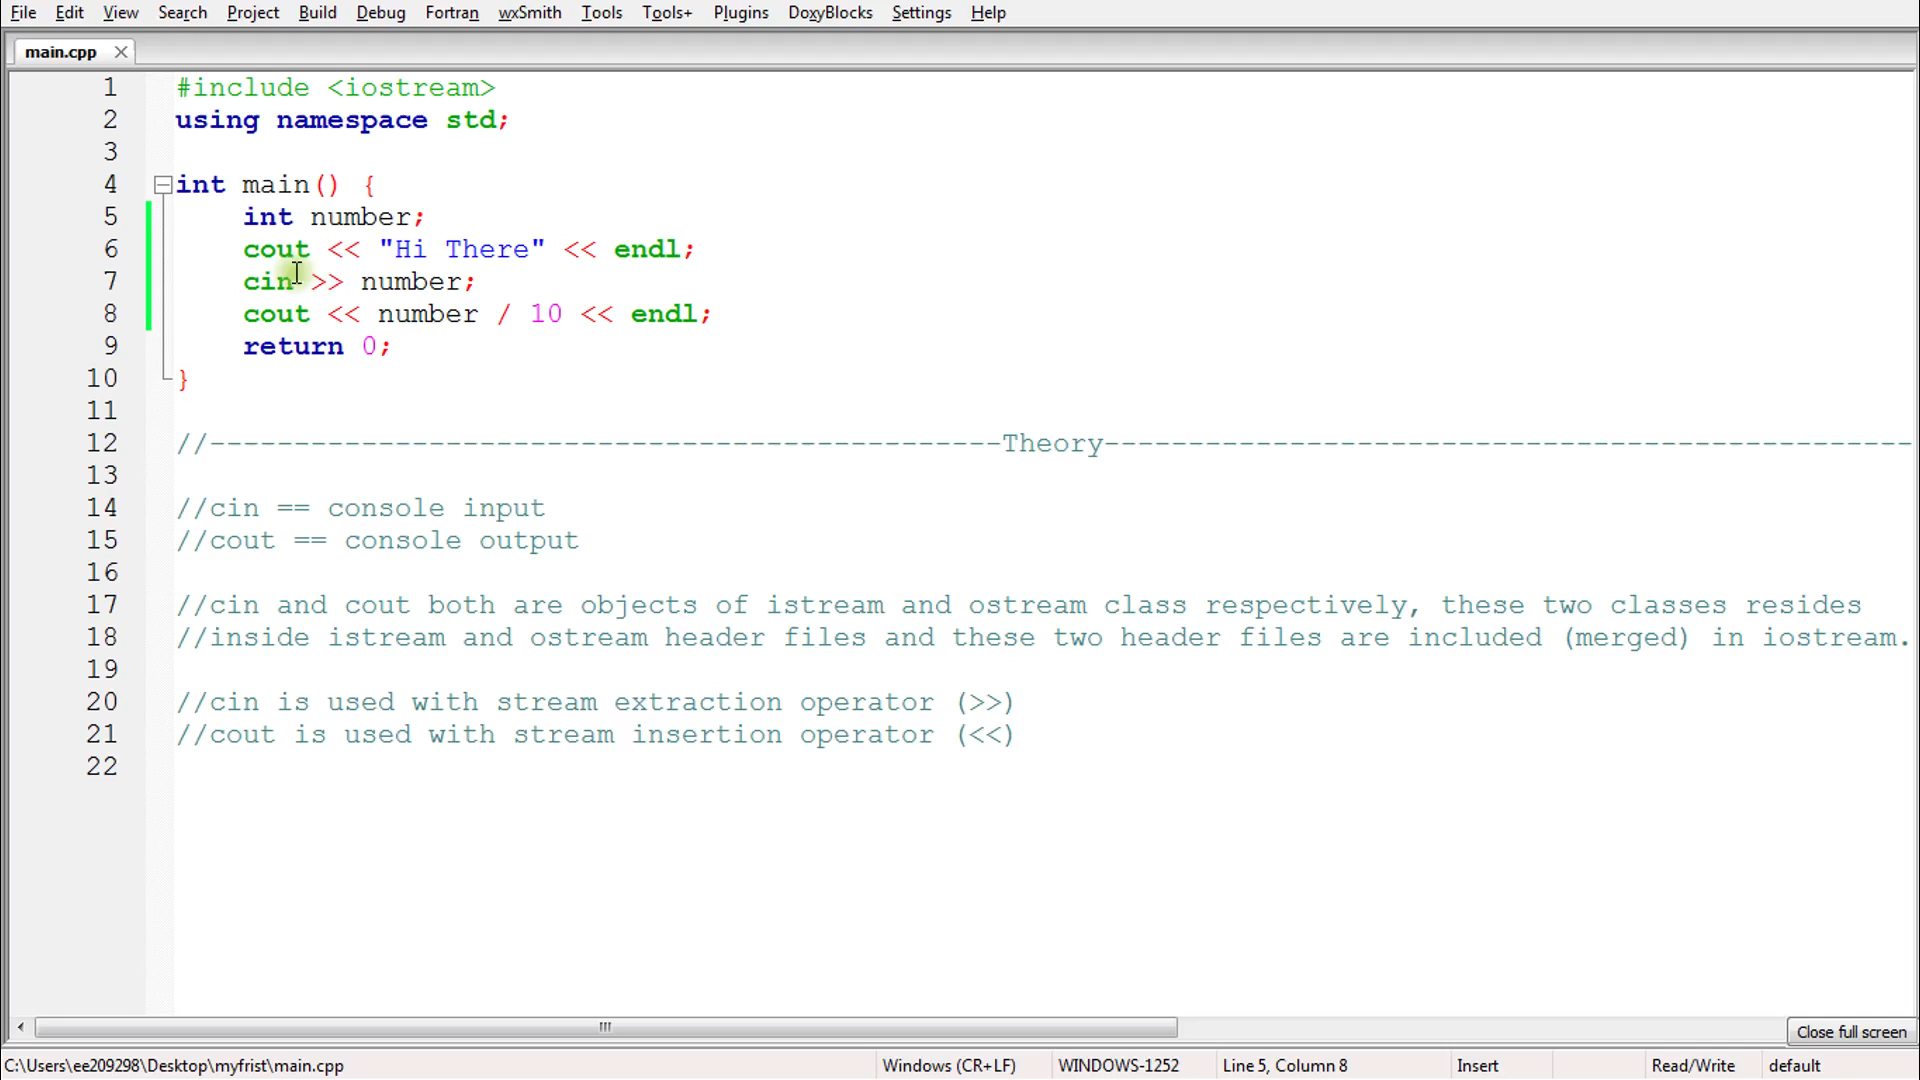 File Edit View Search Project Build Debug Fortran wxSmith Tools Tools+ Plugins DoxyBlocks Settings Help
main.cpp
1 #include <iostream>
2 using namespace std;
3
4 int main() {
5 int number;
6 cout << "Hi There" << endl;
7 cin >> number;
8 cout << number / 10 << endl;
9 return 0;
10 }
11
12 //-----------------------------------------------Theory------------------------------------------------
13
14 //cin == console input
15 //cout == console output
16
17 //cin and cout both are objects of istream and ostream class respectively, these two classes resides
18 //inside istream and ostream header files and these two header files are included (merged) in iostream.
19
20 //cin is used with stream extraction operator (>>)
21 //cout is used with stream insertion operator (<<)
22
Close full screen
C:\Users\ee209298\Desktop\myfrist\main.cpp Windows (CR+LF) WINDOWS-1252 Line 5, Column 8 Insert Read/Write default